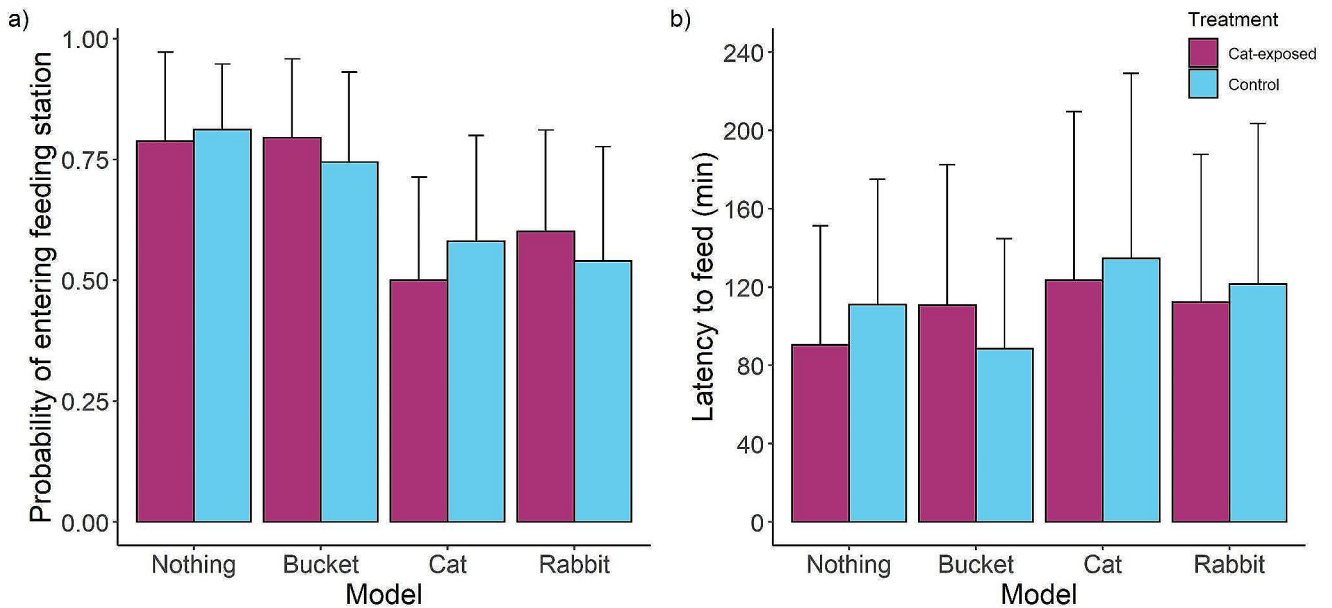 a)
Probability of entering feeding station
1.00
0.75
0.50
0.25
0.00
Nothing Bucket Cat Rabbit
Model
b)
Treatment
Cat-exposed
Control
Latency to feed (min)
240
200
160
120
80
40
0
Nothing Bucket Cat Rabbit
Model